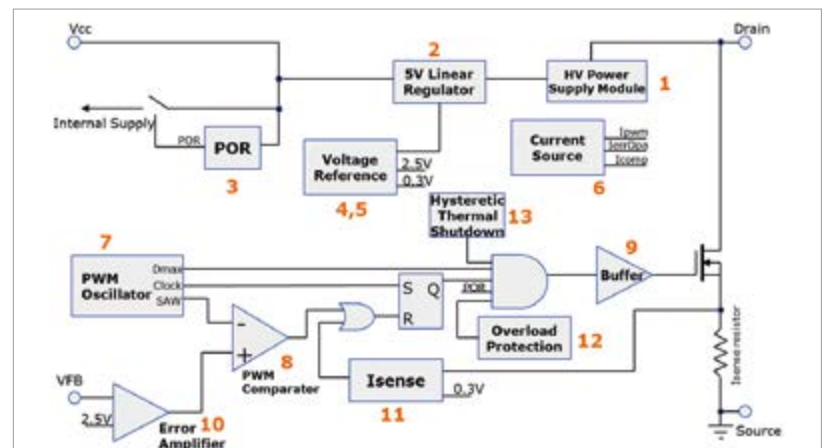 Vcc
Drain
2
5V Linear
Regulator
HV Power
Supply Module
1
Internal Supply
POR
POR
3
Voltage
Reference
2.5V
0.3V
4,5
Current
Source
Ipwm
IerrOpa
Icomp
6
Hysteretic
Thermal
Shutdown
13
7
PWM
Oscillator
Dmax
Clock
SAW
S
Q
R
POR
9
Buffer
Overload
Protection
12
-
+
8
PWM
Comparater
Isense
0.3V
11
Isense resistor
VFB
2.5V
Error
Amplifier
10
Source